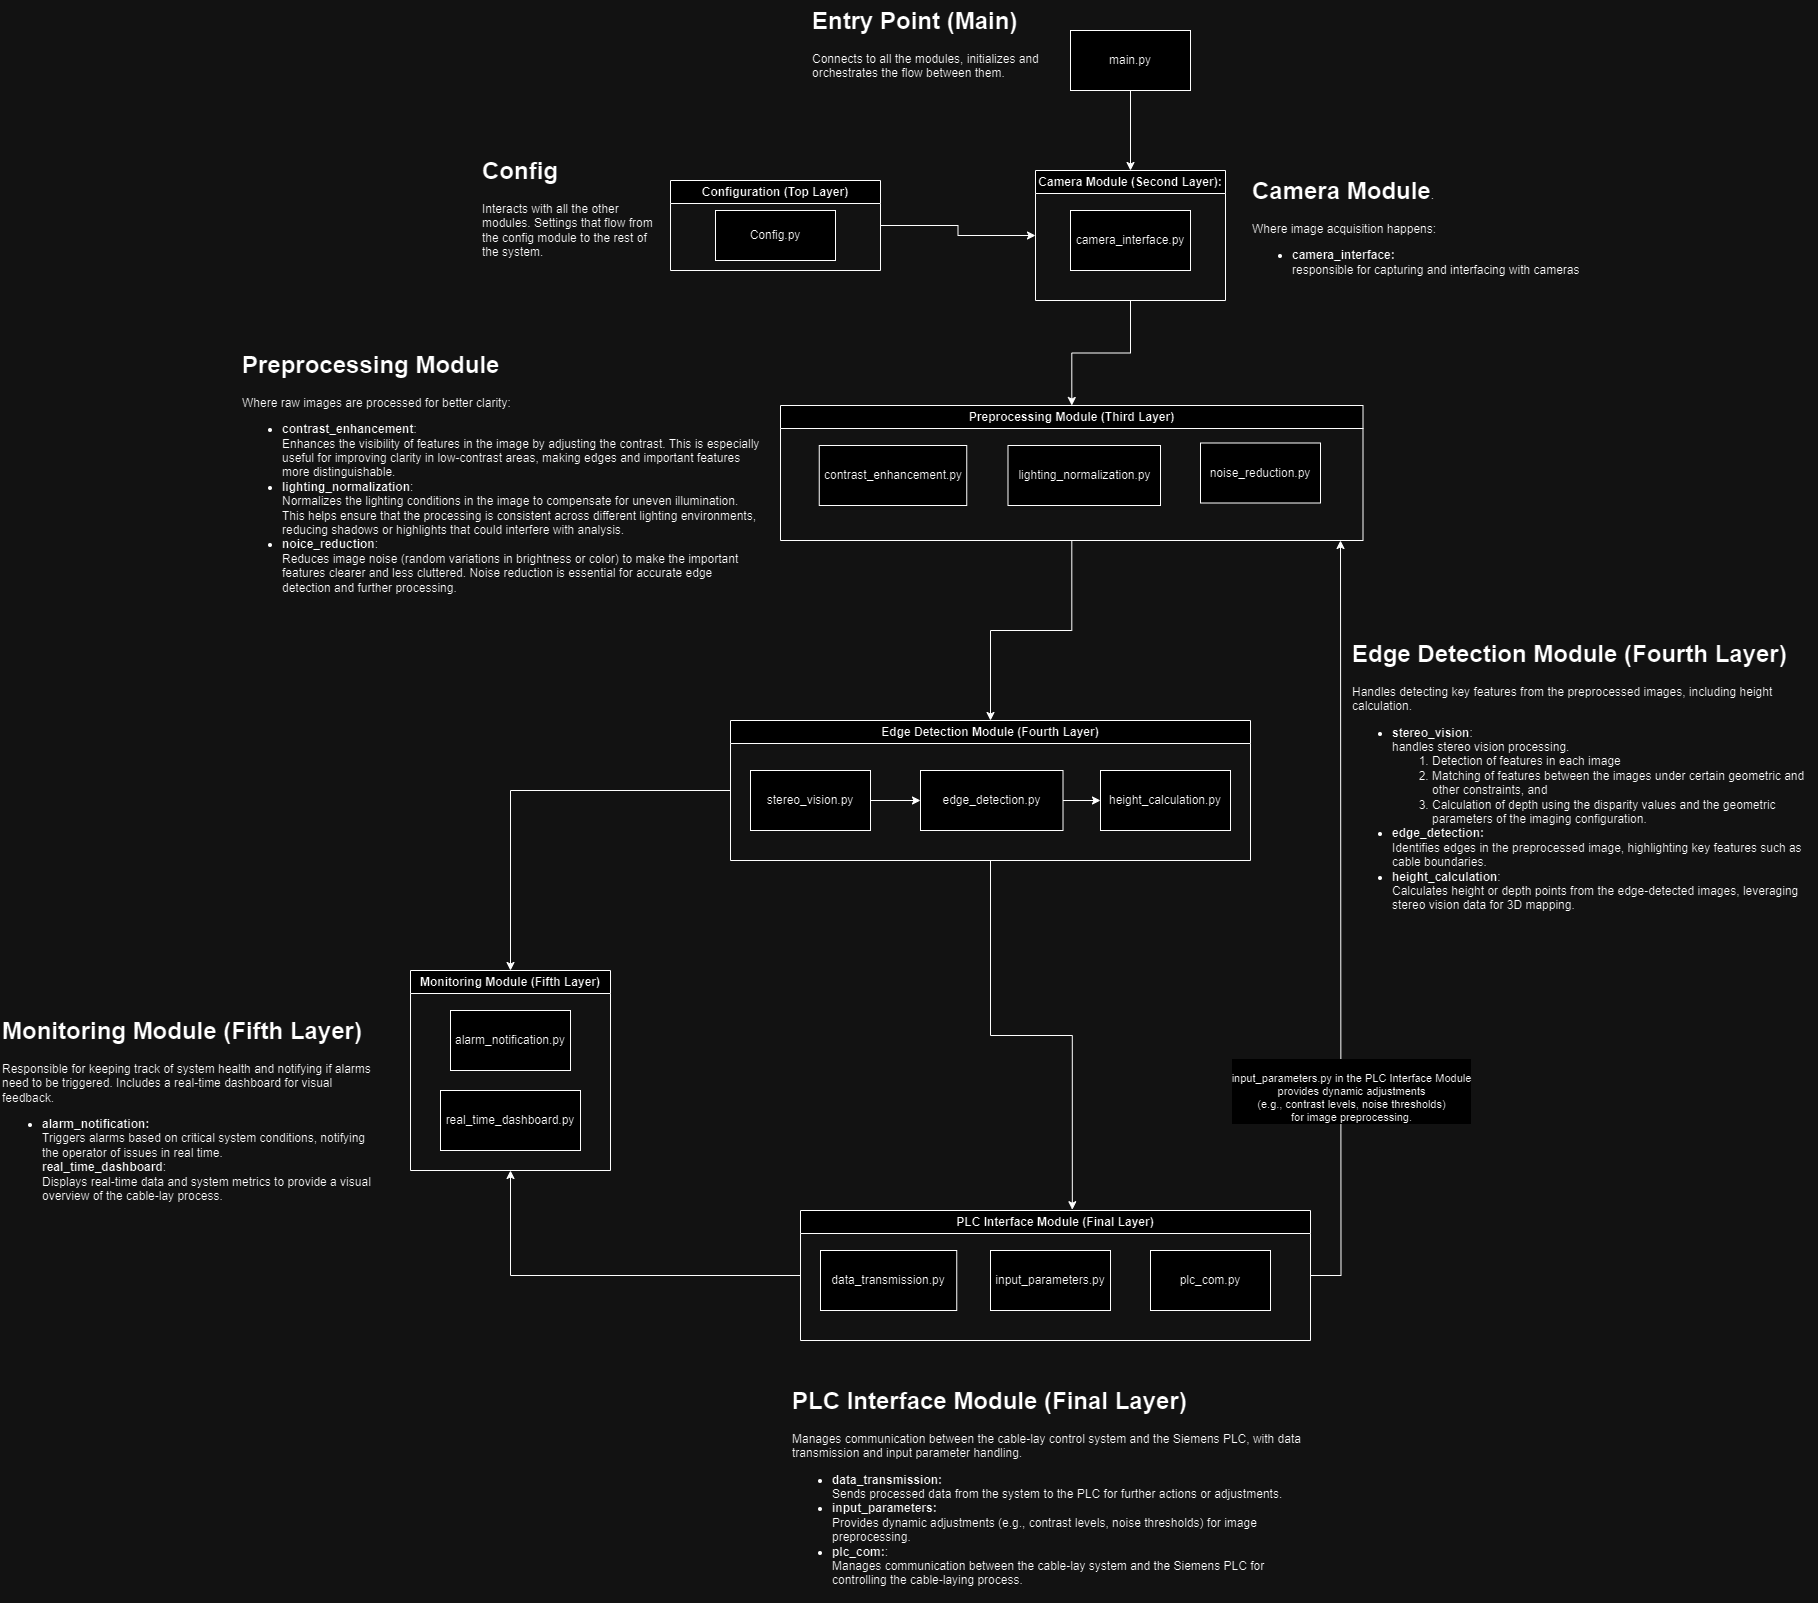 Entry Point (Main)
Connects to all the modules, initializes and
orchestrates the flow between them.
main.py
Config
Interacts with all the other
modules. Settings that flow from
the config module to the rest of
the system.
Configuration (Top Layer)
Config.py
Camera Module (Second Layer):
camera_interface.py
Camera Module.
Where image acquisition happens:
• camera_interface:
responsible for capturing and interfacing with cameras
Preprocessing Module
Where raw images are processed for better clarity:
• contrast_enhancement:
Enhances the visibility of features in the image by adjusting the contrast. This is especially
useful for improving clarity in low-contrast areas, making edges and important features
more distinguishable.
• lighting_normalization:
Normalizes the lighting conditions in the image to compensate for uneven illumination.
This helps ensure that the processing is consistent across different lighting environments,
reducing shadows or highlights that could interfere with analysis.
• noice_reduction:
Reduces image noise (random variations in brightness or color) to make the important
features clearer and less cluttered. Noise reduction is essential for accurate edge
detection and further processing.
Preprocessing Module (Third Layer)
contrast_enhancement.py
lighting_normalization.py
noise_reduction.py
Edge Detection Module (Fourth Layer)
Handles detecting key features from the preprocessed images, including height
calculation.
• stereo_vision:
handles stereo vision processing.
1. Detection of features in each image
2. Matching of features between the images under certain geometric and
other constraints, and
3. Calculation of depth using the disparity values and the geometric
parameters of the imaging configuration.
• edge_detection:
Identifies edges in the preprocessed image, highlighting key features such as
cable boundaries.
• height_calculation:
Calculates height or depth points from the edge-detected images, leveraging
stereo vision data for 3D mapping.
Edge Detection Module (Fourth Layer)
stereo_vision.py
edge_detection.py
height_calculation.py
Monitoring Module (Fifth Layer)
alarm_notification.py
real_time_dashboard.py
Monitoring Module (Fifth Layer)
Responsible for keeping track of system health and notifying if alarms
need to be triggered. Includes a real-time dashboard for visual
feedback.
• alarm_notification:
Triggers alarms based on critical system conditions, notifying
the operator of issues in real time.
real_time_dashboard:
Displays real-time data and system metrics to provide a visual
overview of the cable-lay process.
input_parameters.py in the PLC Interface Module
provides dynamic adjustments
(e.g., contrast levels, noise thresholds)
for image preprocessing.
PLC Interface Module (Final Layer)
data_transmission.py
input_parameters.py
plc_com.py
PLC Interface Module (Final Layer)
Manages communication between the cable-lay control system and the Siemens PLC, with data
transmission and input parameter handling.
• data_transmission:
Sends processed data from the system to the PLC for further actions or adjustments.
• input_parameters:
Provides dynamic adjustments (e.g., contrast levels, noise thresholds) for image
preprocessing.
• plc_com::
Manages communication between the cable-lay system and the Siemens PLC for
controlling the cable-laying process.